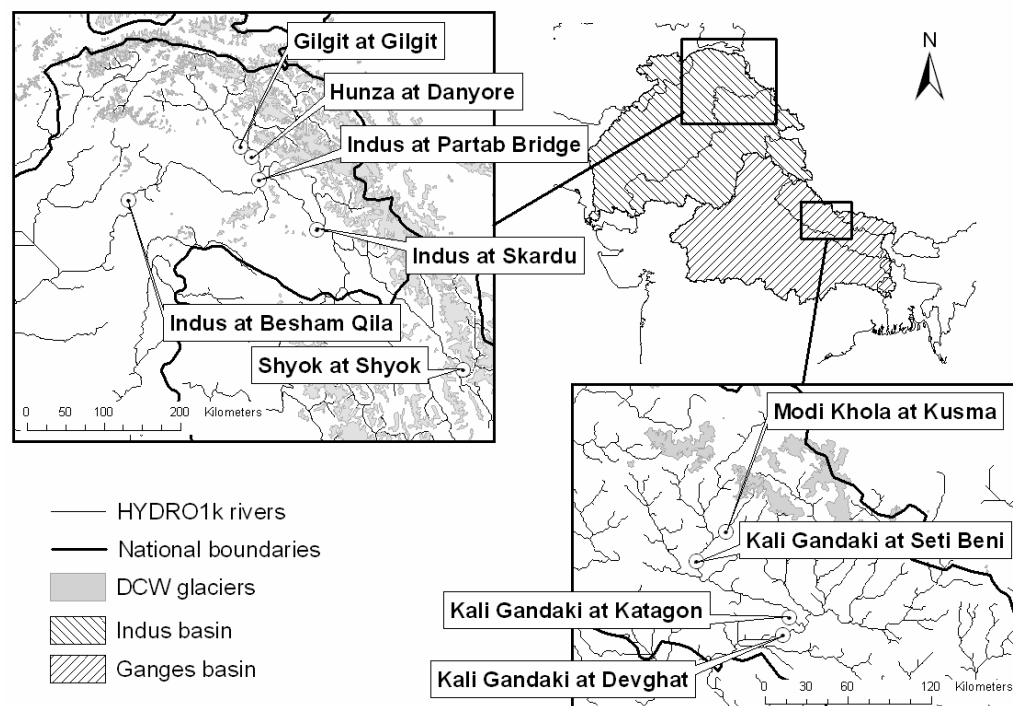 Gilgit at Gilgit
Hunza at Danyore
Indus at Partab Bridge
Indus at Skardu
Indus at Besham Qila
Shyok at Shyok
0 50 100 200 Kilometers
N
Modi Khola at Kusma
Kali Gandaki at Seti Beni
Kali Gandaki at Katagon
Kali Gandaki at Devghat
0 30 60 120 Kilometers
HYDRO1k rivers
National boundaries
DCW glaciers
Indus basin
Ganges basin